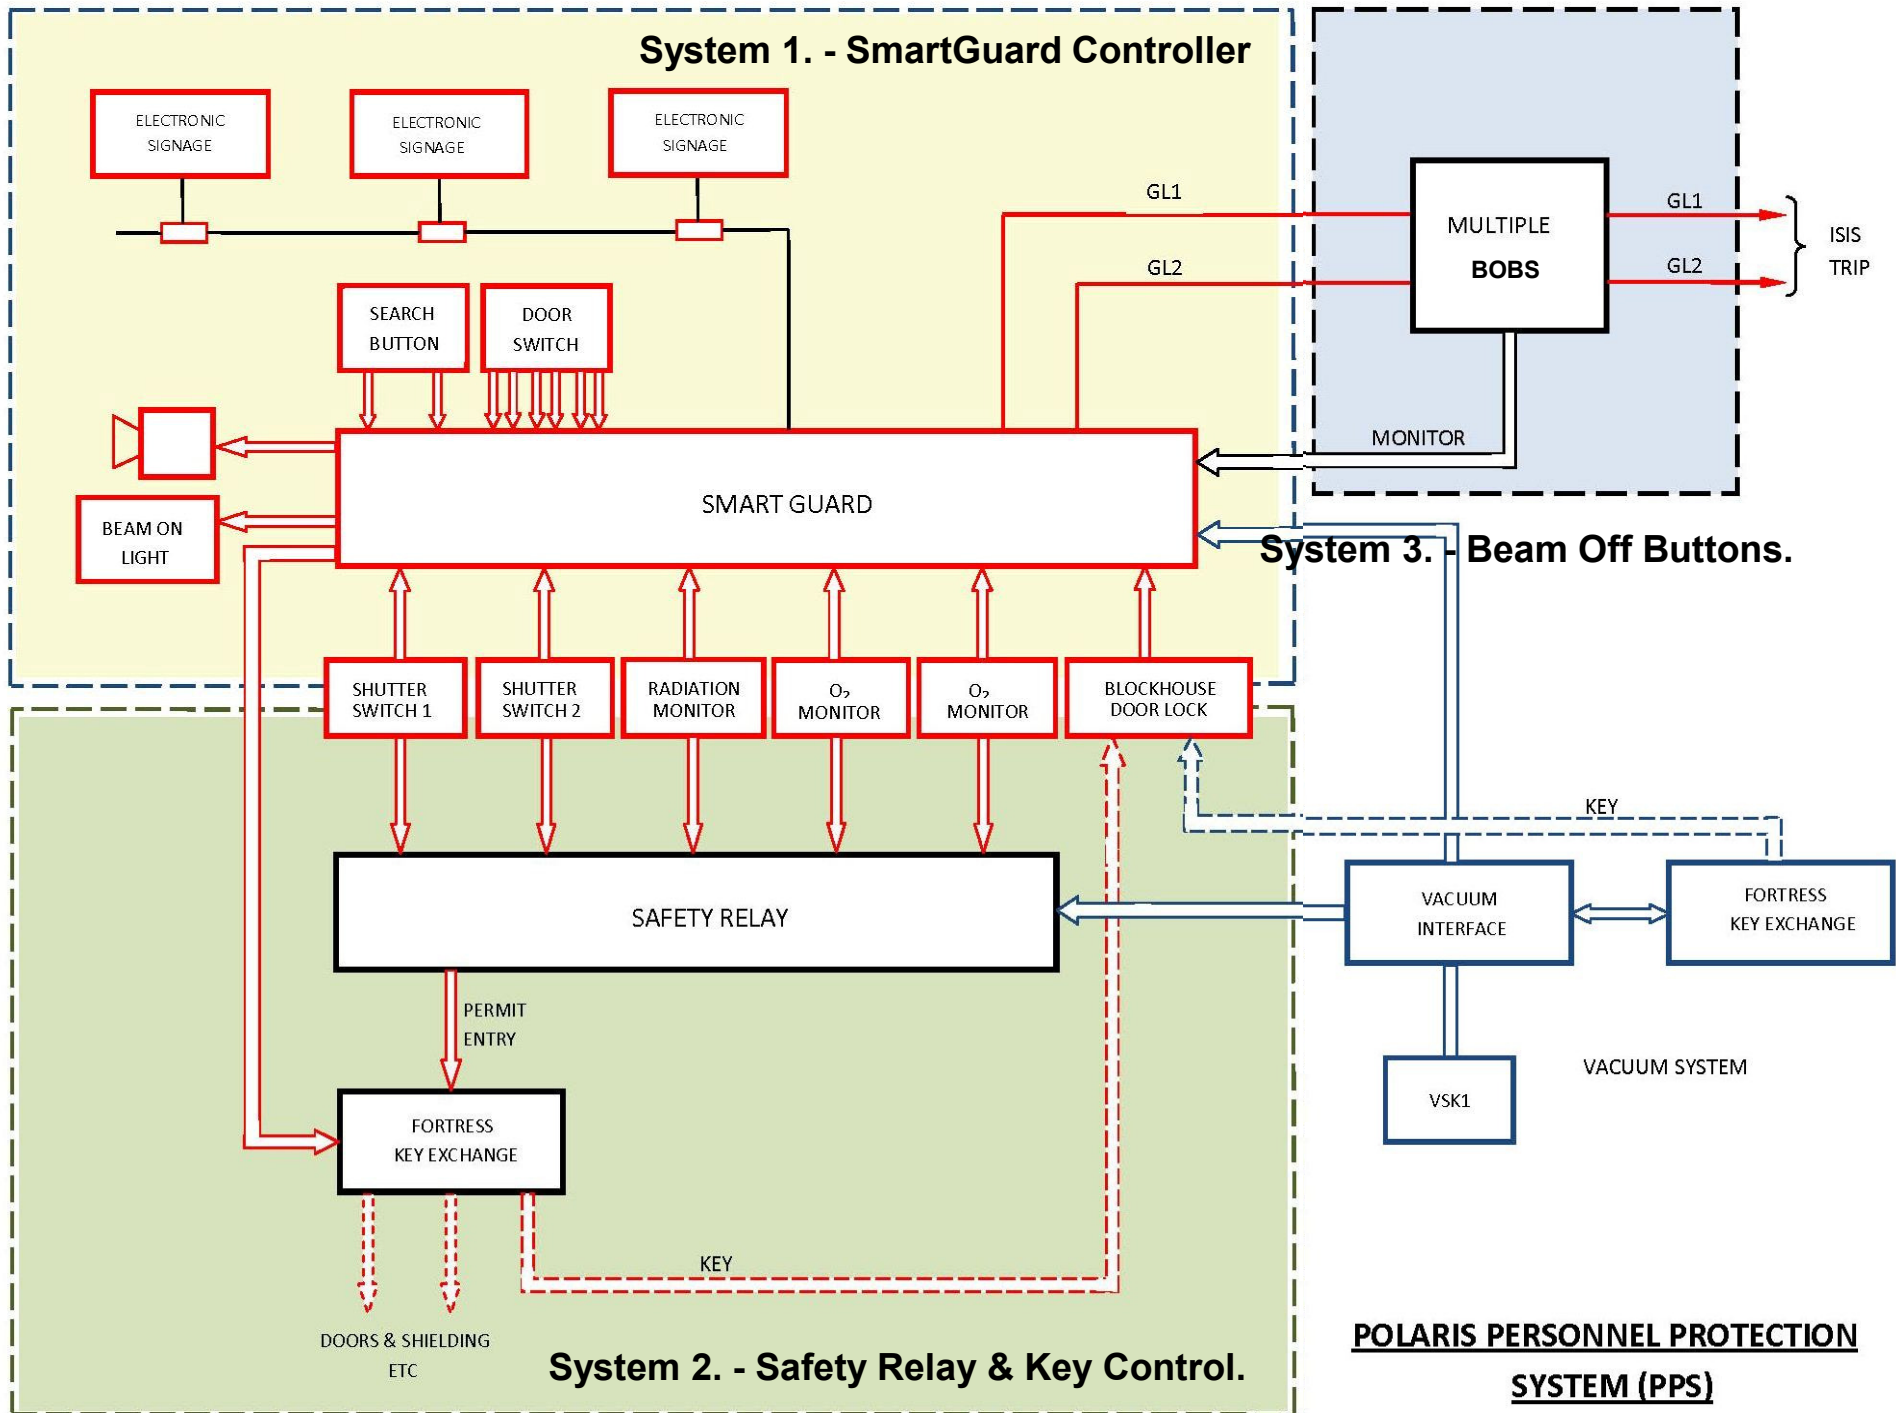 System 1. - SmartGuard Controller
ELECTRONIC
SIGNAGE
ELECTRONIC
SIGNAGE
ELECTRONIC
SIGNAGE
GL1
GL2
MULTIPLE
BOBS
GL1
GL2
ISIS
TRIP
SEARCH
BUTTON
DOOR
SWITCH
MONITOR
BEAM ON
LIGHT
SMART GUARD
System 3. - Beam Off Buttons.
SHUTTER
SWITCH 1
SHUTTER
SWITCH 2
RADIATION
MONITOR
O₂
MONITOR
O₂
MONITOR
BLOCKHOUSE
DOOR LOCK
KEY
SAFETY RELAY
VACUUM
INTERFACE
FORTRESS
KEY EXCHANGE
PERMIT
ENTRY
VACUUM SYSTEM
VSK1
FORTRESS
KEY EXCHANGE
KEY
DOORS & SHIELDING
ETC
System 2. - Safety Relay & Key Control.
POLARIS PERSONNEL PROTECTION
SYSTEM (PPS)